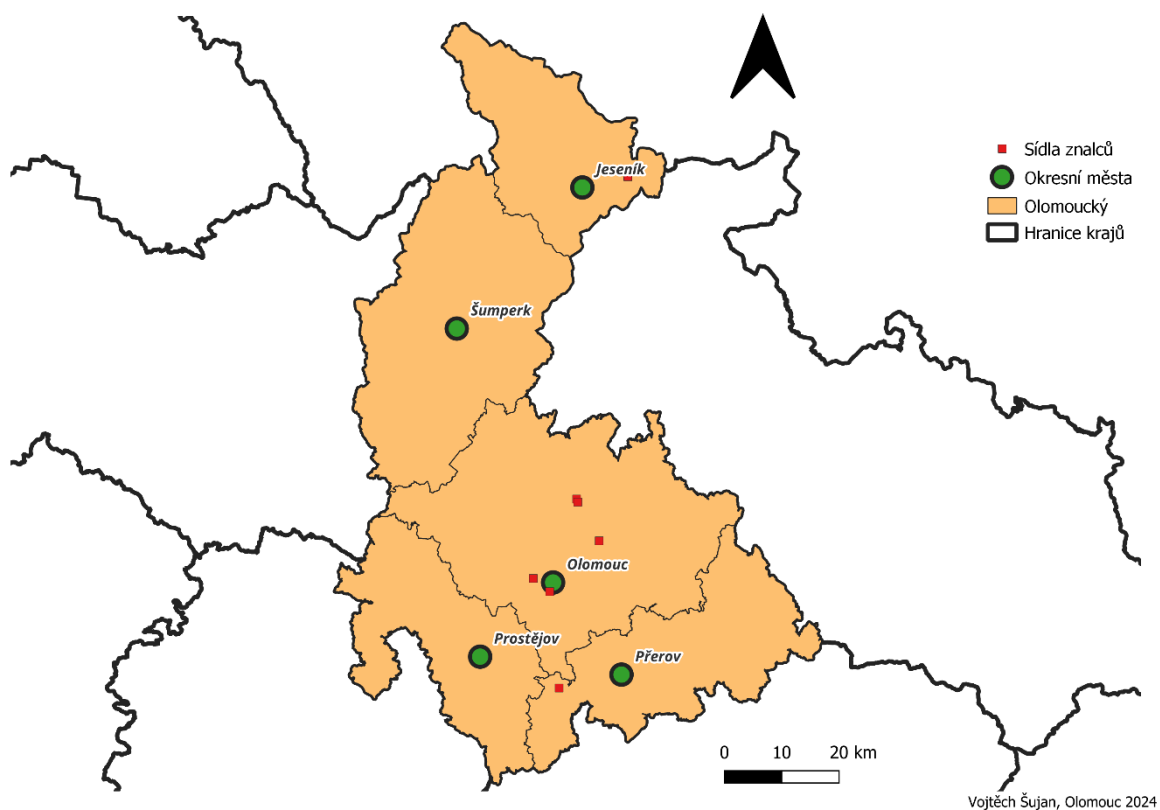 Sídla znalců
Okresní města
Olomoucký
Hranice krajů
Jeseník
Šumperk
Olomouc
Prostějov
Přerov
0 10 20 km
Vojtěch Šujan, Olomouc 2024